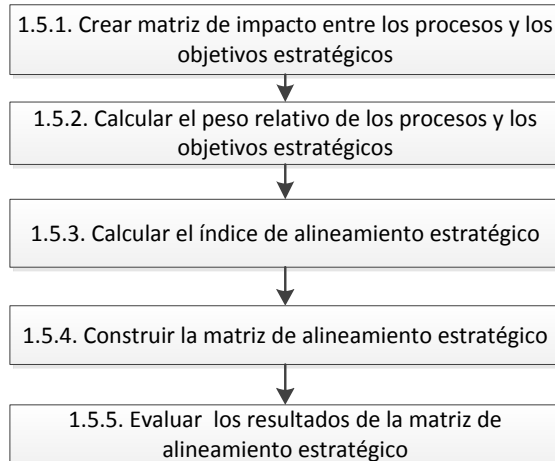 1.5.1. Crear matriz de impacto entre los procesos y los
objetivos estratégicos
1.5.2. Calcular el peso relativo de los procesos y los
objetivos estratégicos
1.5.3. Calcular el índice de alineamiento estratégico
1.5.4. Construir la matriz de alineamiento estratégico
1.5.5. Evaluar  los resultados de la matriz de
alineamiento estratégico